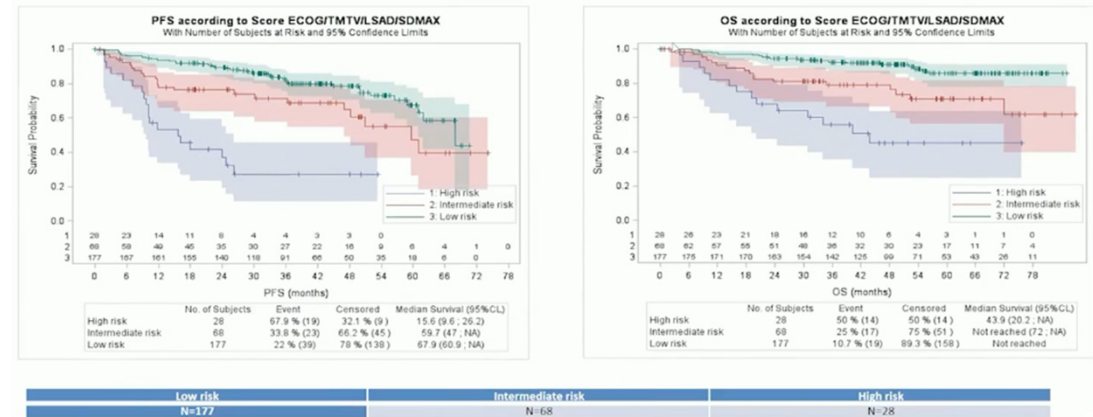 PFS according to Score ECOG/TMTV/LSAD/SDMAX
With Number of Subjects at Risk and 95% Confidence Limits
Survival Probability
1.0
0.8
0.6
0.4
0.2
0.0
1: High risk
2: Intermediate risk
3: Low risk
1 28 23 14 11 8 4 4 3 3 0
2 68 58 49 45 35 30 27 22 16 9 6 4 1 0
3 177 167 161 155 140 118 91 66 50 35 18 6 0
0 6 12 18 24 30 36 42 48 54 60 66 72 78
PFS (months)
No. of Subjects Event Censored Median Survival (95%CL)
High risk 28 67.9 % (19) 32.1 % (9) 15.6 (9.6 ; 26.2)
Intermediate risk 68 33.8 % (23) 66.2 % (45) 59.7 (47 ; NA)
Low risk 177 22 % (39) 78 % (138) 67.9 (60.9 ; NA)
OS according to Score ECOG/TMTV/LSAD/SDMAX
With Number of Subjects at Risk and 95% Confidence Limits
Survival Probability
1.0
0.8
0.6
0.4
0.2
0.0
1: High risk
2: Intermediate risk
3: Low risk
1 28 26 23 21 18 16 12 10 6 4 3 1 1 0
2 68 62 57 55 51 48 36 32 30 23 17 11 7 4
3 177 175 171 170 163 154 142 125 99 71 53 43 26 11
0 6 12 18 24 30 36 42 48 54 60 66 72 78
OS (months)
No. of Subjects Event Censored Median Survival (95%CL)
High risk 28 50 % (14) 50 % (14) 43.9 (20.2 ; NA)
Intermediate risk 68 25 % (17) 75 % (51) Not reached (72 ; NA)
Low risk 177 10.7 % (19) 89.3 % (158) Not reached
Low risk Intermediate risk High risk
N=177 N=68 N=28